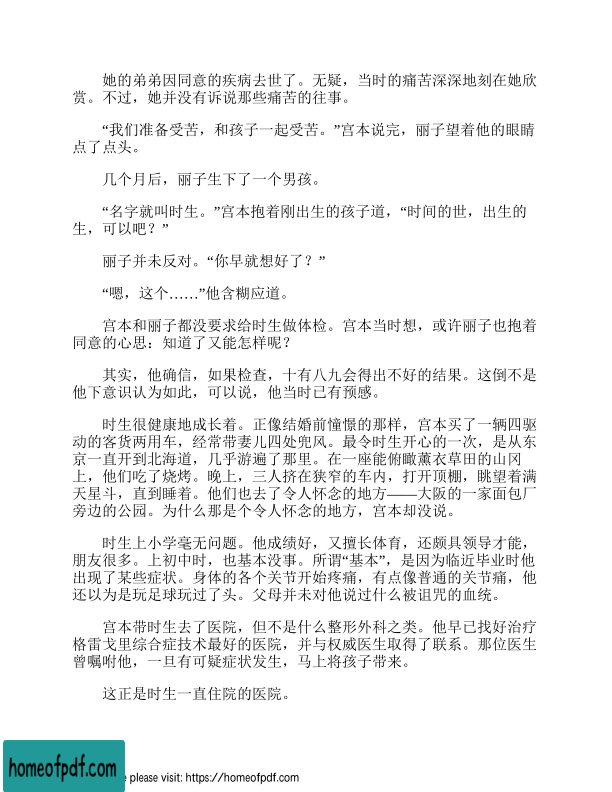 她的弟弟因同意的疾病去世了。无疑，当时的痛苦深深地刻在她欣
赏。不过，她并没有诉说那些痛苦的往事。
“我们准备受苦，和孩子一起受苦。”宫本说完，丽子望着他的眼睛
点了点头。
几个月后，丽子生下了一个男孩。
“名字就叫时生。”宫本抱着刚出生的孩子道，“时间的世，出生的
生，可以吧？”
丽子并未反对。“你早就想好了？”
“嗯，这个……”他含糊应道。
宫本和丽子都没要求给时生做体检。宫本当时想，或许丽子也抱着
同意的心思：知道了又能怎样呢？
其实，他确信，如果检查，十有八九会得出不好的结果。这倒不是
他下意识认为如此，可以说，他当时已有预感。
时生很健康地成长着。正像结婚前憧憬的那样，宫本买了一辆四驱
动的客货两用车，经常带妻儿四处兜风。最令时生开心的一次，是从东
京一直开到北海道，几乎游遍了那里。在一座能俯瞰薰衣草田的山冈
上，他们吃了烧烤。晚上，三人挤在狭窄的车内，打开顶棚，眺望着满
天星斗，直到睡着。他们也去了令人怀念的地方——大阪的一家面包厂
旁边的公园。为什么那是个令人怀念的地方，宫本却没说。
时生上小学毫无问题。他成绩好，又擅长体育，还颇具领导才能，
朋友很多。上初中时，也基本没事。所谓“基本”，是因为临近毕业时他
出现了某些症状。身体的各个关节开始疼痛，有点像普通的关节痛，他
还以为是玩足球玩过了头。父母并未对他说过什么被诅咒的血统。
宫本带时生去了医院，但不是什么整形外科之类。他早已找好治疗
格雷戈里综合症技术最好的医院，并与权威医生取得了联系。那位医生
曾嘱咐他，一旦有可疑症状发生，马上将孩子带来。
这正是时生一直住院的医院。
homeofpdf.com
e please visit: https://homeofpdf.com